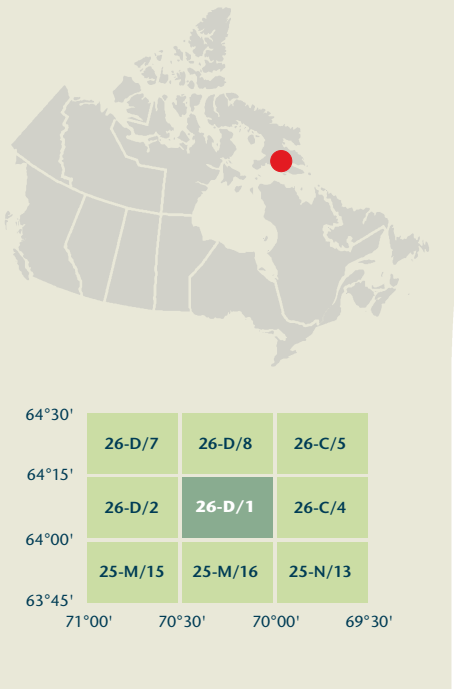 64°30'
26-D/7 26-D/8 26-C/5
64°15'
26-D/2 26-D/1 26-C/4
64°00'
25-M/15 25-M/16 25-N/13
63°45'
71°00' 70°30' 70°00' 69°30'